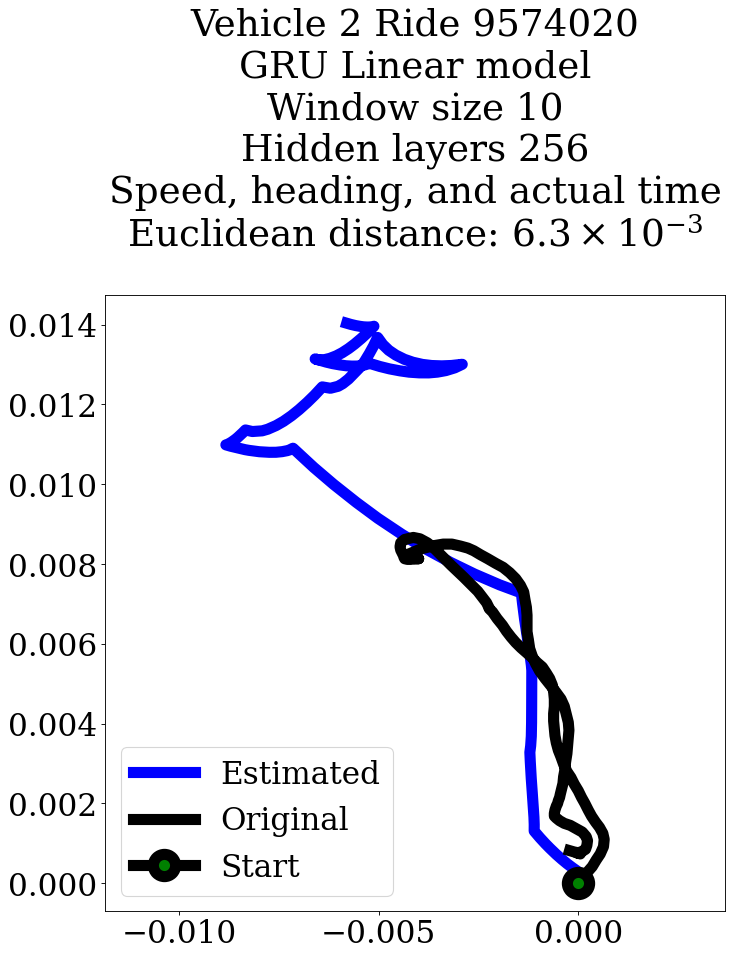 Vehicle 2 Ride 9574020
GRU Linear model
Window size 10
Hidden layers 256
Speed, heading, and actual time
Euclidean distance: 6.3 × 10⁻³
0.014
0.012
0.010
0.008
0.006
0.004
0.002
0.000
Estimated
Original
Start
−0.010 −0.005 0.000